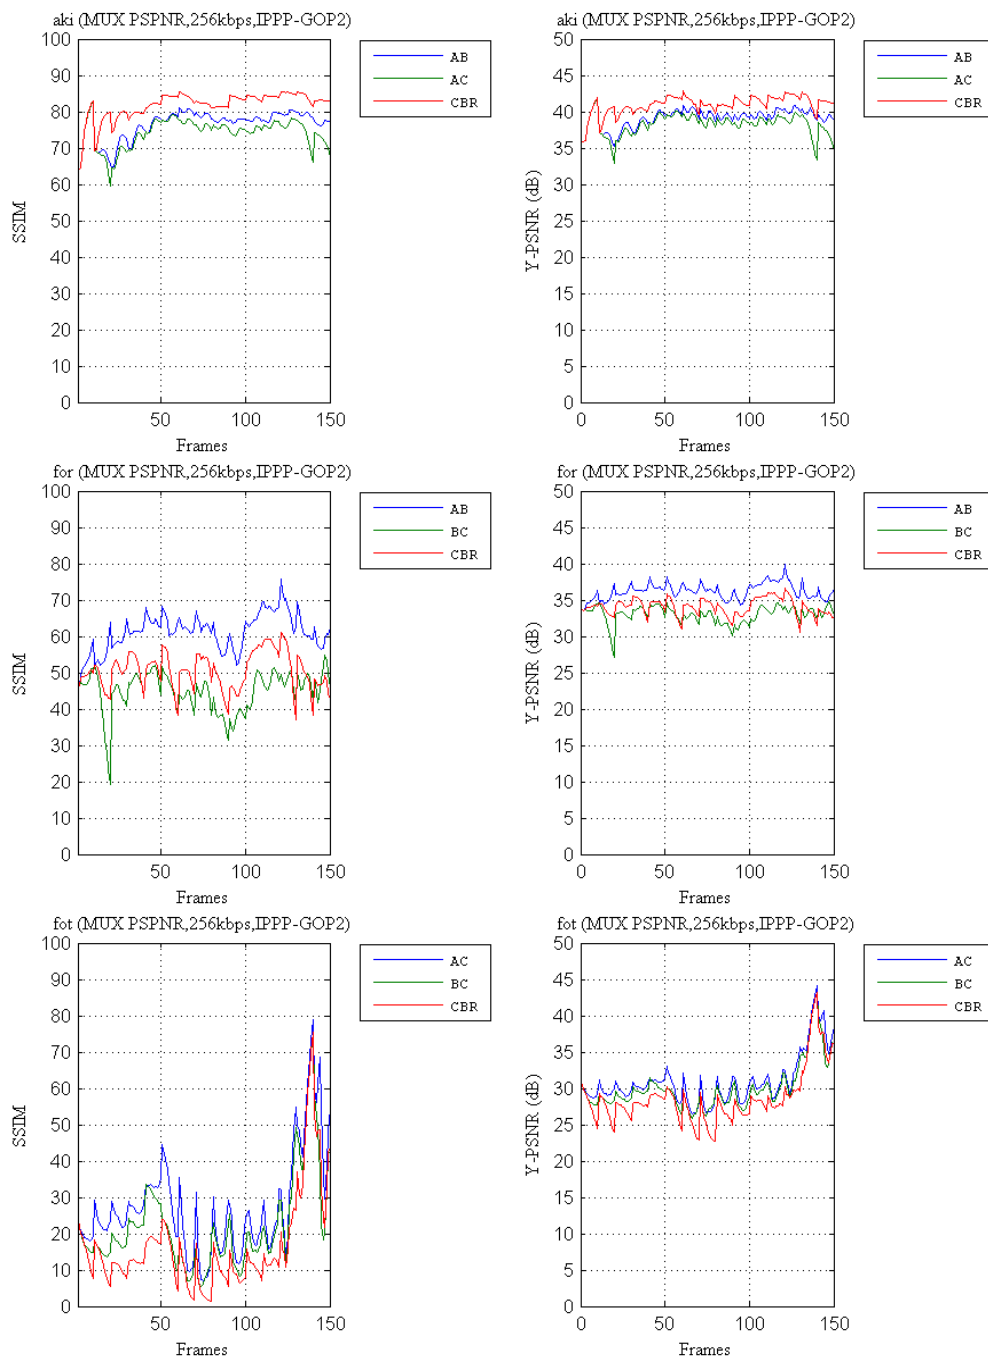 aki (MUX PSPNR,256kbps,IPPP-GOP2)
100
90
80
70
60
50
40
30
20
10
0
SSIM
50
100
150
Frames
AB
AC
CBR
aki (MUX PSPNR,256kbps,IPPP-GOP2)
50
45
40
35
30
25
20
15
10
5
0
Y-PSNR (dB)
0
50
100
150
Frames
AB
AC
CBR
for (MUX PSPNR,256kbps,IPPP-GOP2)
100
90
80
70
60
50
40
30
20
10
0
SSIM
50
100
150
Frames
AB
BC
CBR
for (MUX PSPNR,256kbps,IPPP-GOP2)
50
45
40
35
30
25
20
15
10
5
0
Y-PSNR (dB)
0
50
100
150
Frames
AB
BC
CBR
fot (MUX PSPNR,256kbps,IPPP-GOP2)
100
90
80
70
60
50
40
30
20
10
0
SSIM
50
100
150
Frames
AC
BC
CBR
fot (MUX PSPNR,256kbps,IPPP-GOP2)
50
45
40
35
30
25
20
15
10
5
0
Y-PSNR (dB)
0
50
100
150
Frames
AC
BC
CBR